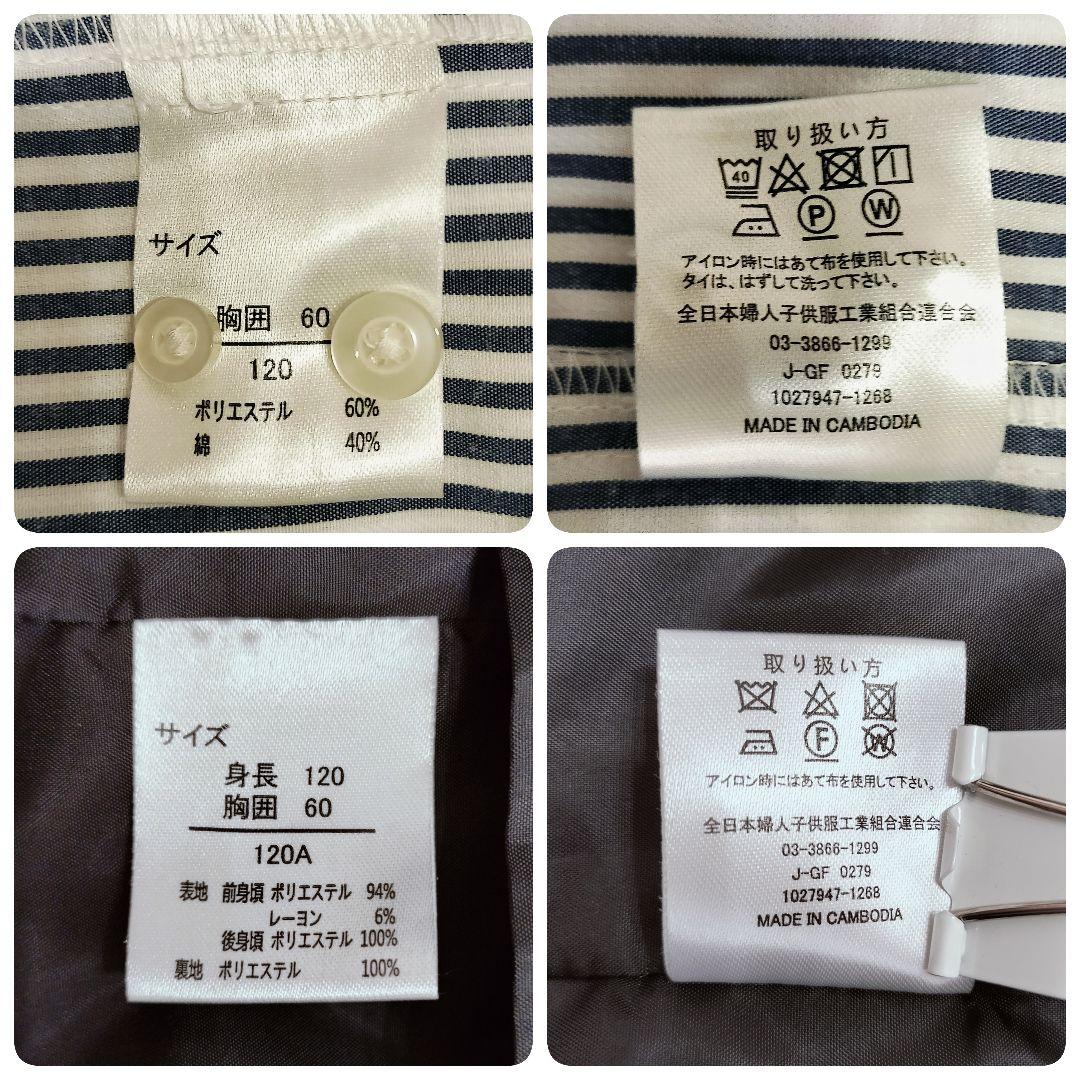 サイズ
胸囲 60
120
ポリエステル 60%
綿 40%
取り扱い方
40
P W
アイロン時にはあて布を使用して下さい。
タイは、はずして洗って下さい。
全日本婦人子供服工業組合連合会
03-3866-1299
J-GF 0279
1027947-1268
MADE IN CAMBODIA
サイズ
身長 120
胸囲 60
120A
表地 前身頃 ポリエステル 94%
レーヨン 6%
後身頃 ポリエステル 100%
裏地 ポリエステル 100%
取り扱い方
F W
アイロン時にはあて布を使用して下さい。
全日本婦人子供服工業組合連合会
03-3866-1299
J-GF 0279
1027947-1268
MADE IN CAMBODIA